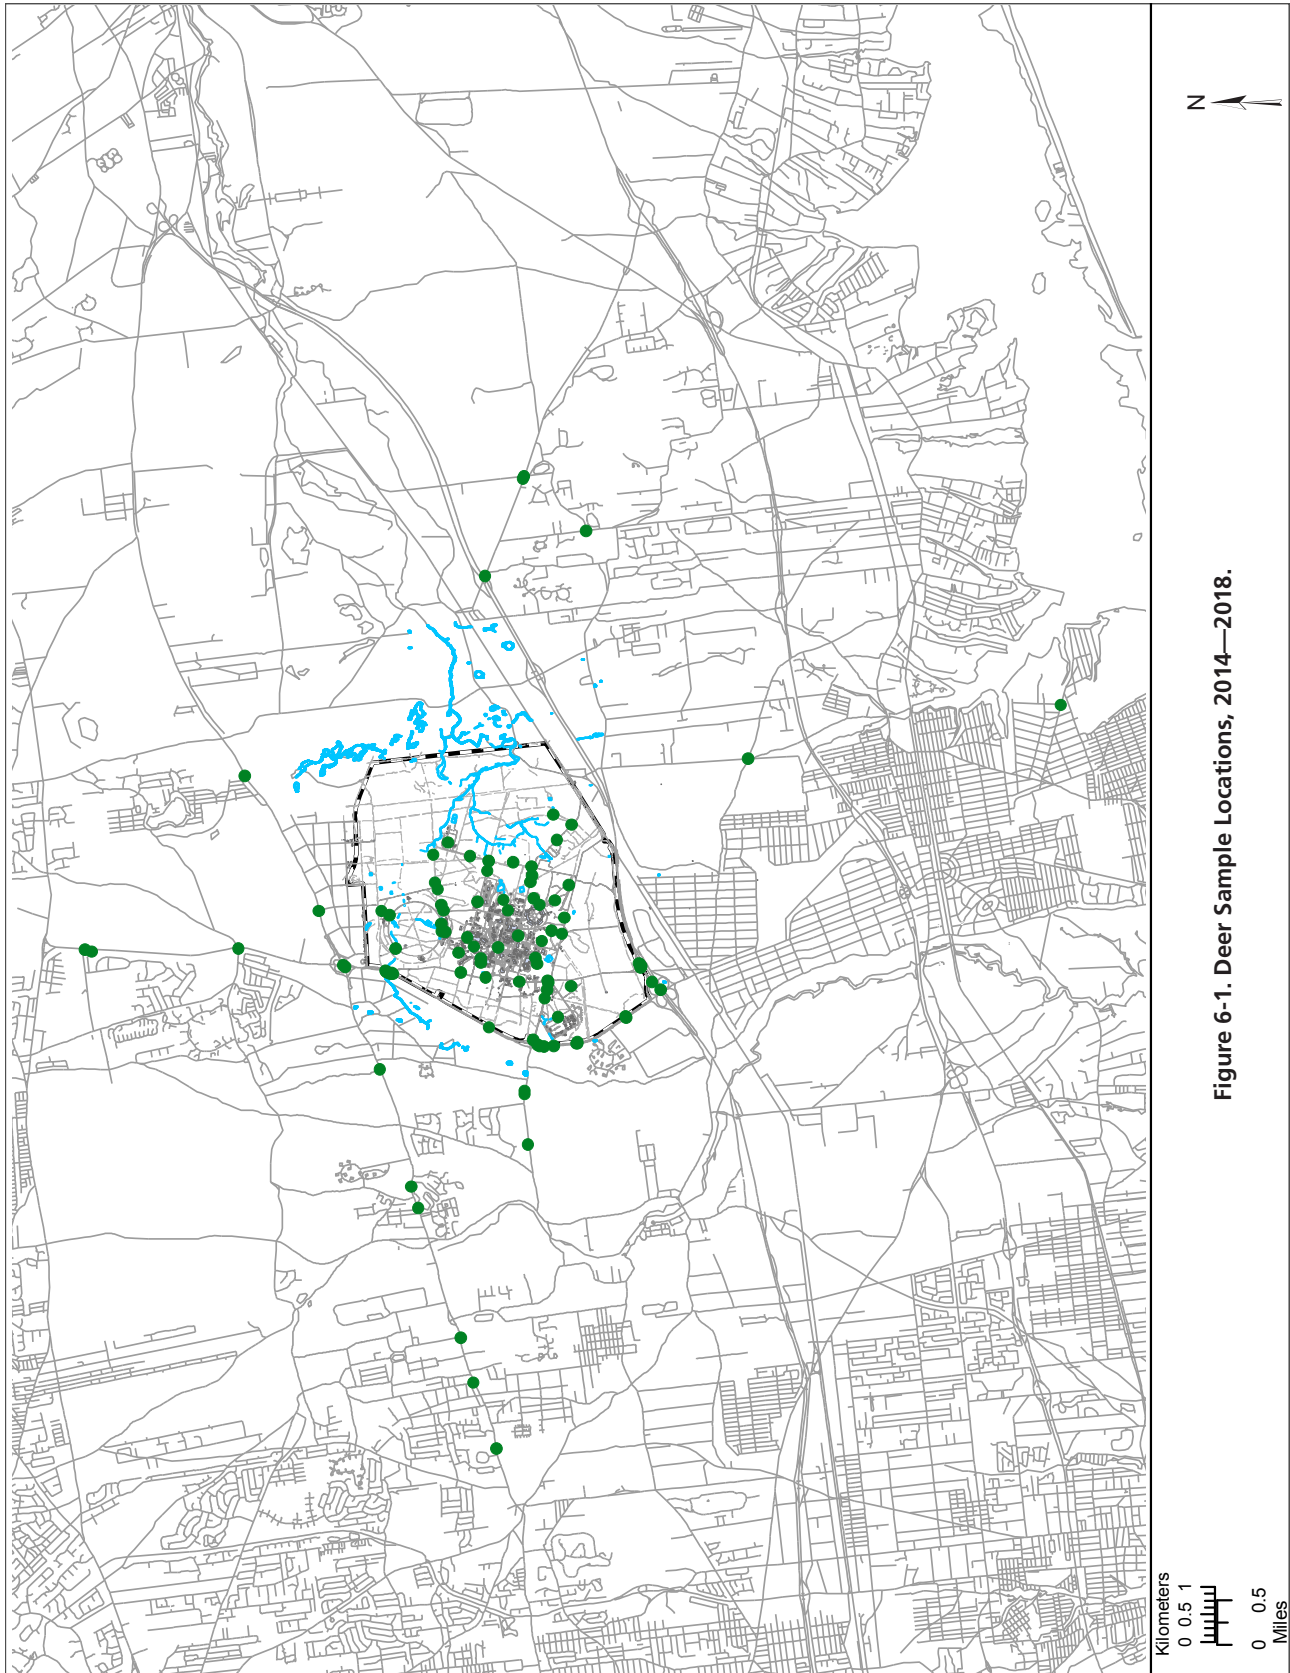 N
Figure 6-1. Deer Sample Locations, 2014—2018.
Kilometers
0 0.5 1
0 0.5
Miles